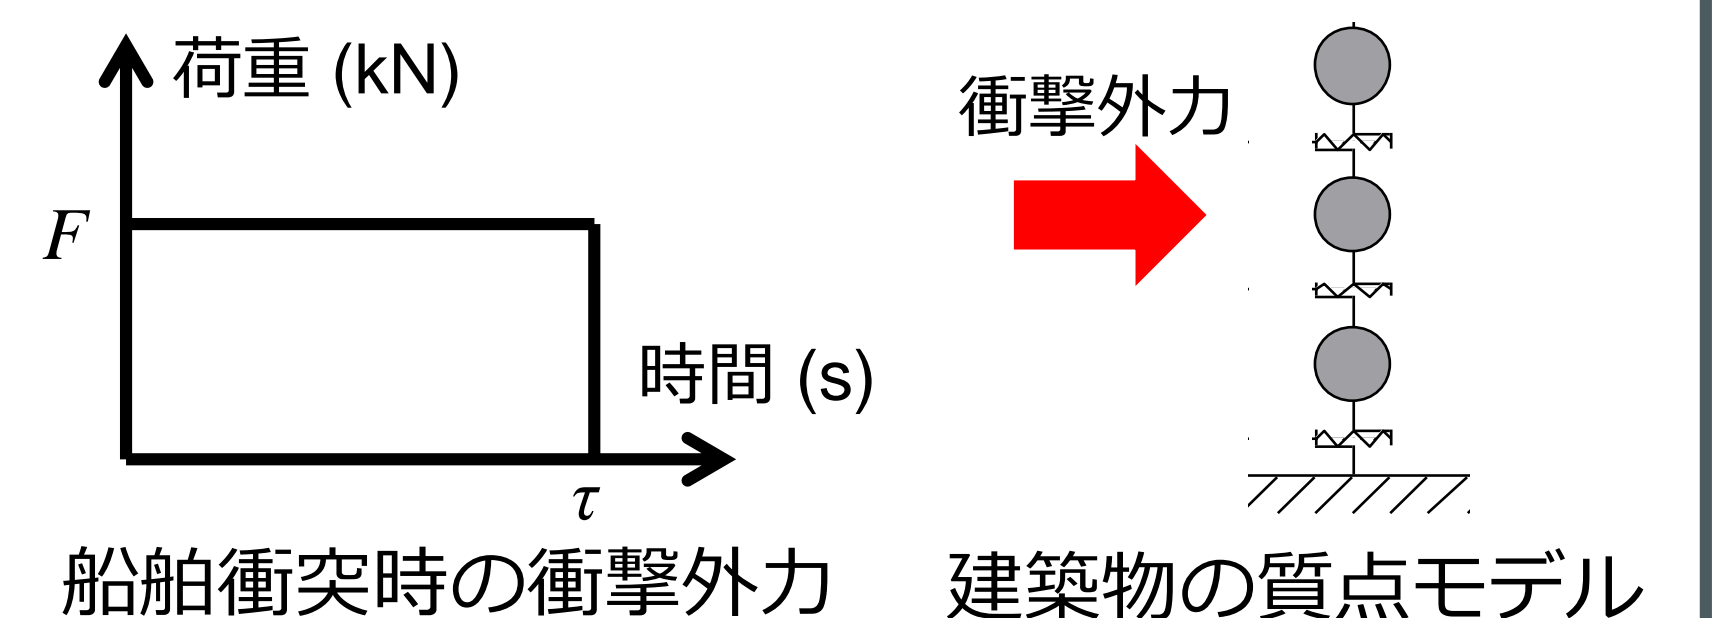 荷重 (kN)
F
時間 (s)
τ
船舶衝突時の衝撃外力
衝撃外力
建築物の質点モデル